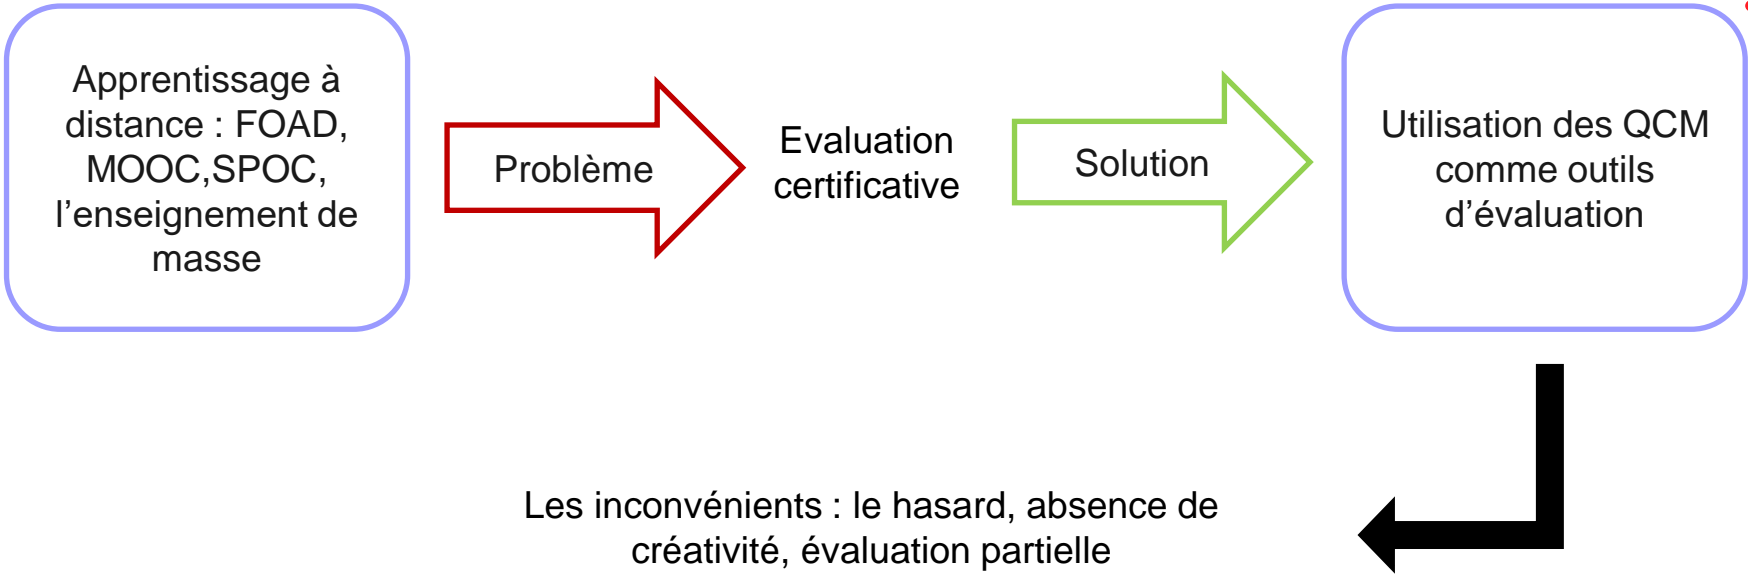 Apprentissage à
distance : FOAD,
MOOC,SPOC,
l’enseignement de
masse
Problème
Evaluation
certificative
Solution
Utilisation des QCM
comme outils
d’évaluation
Les inconvénients : le hasard, absence de
créativité, évaluation partielle